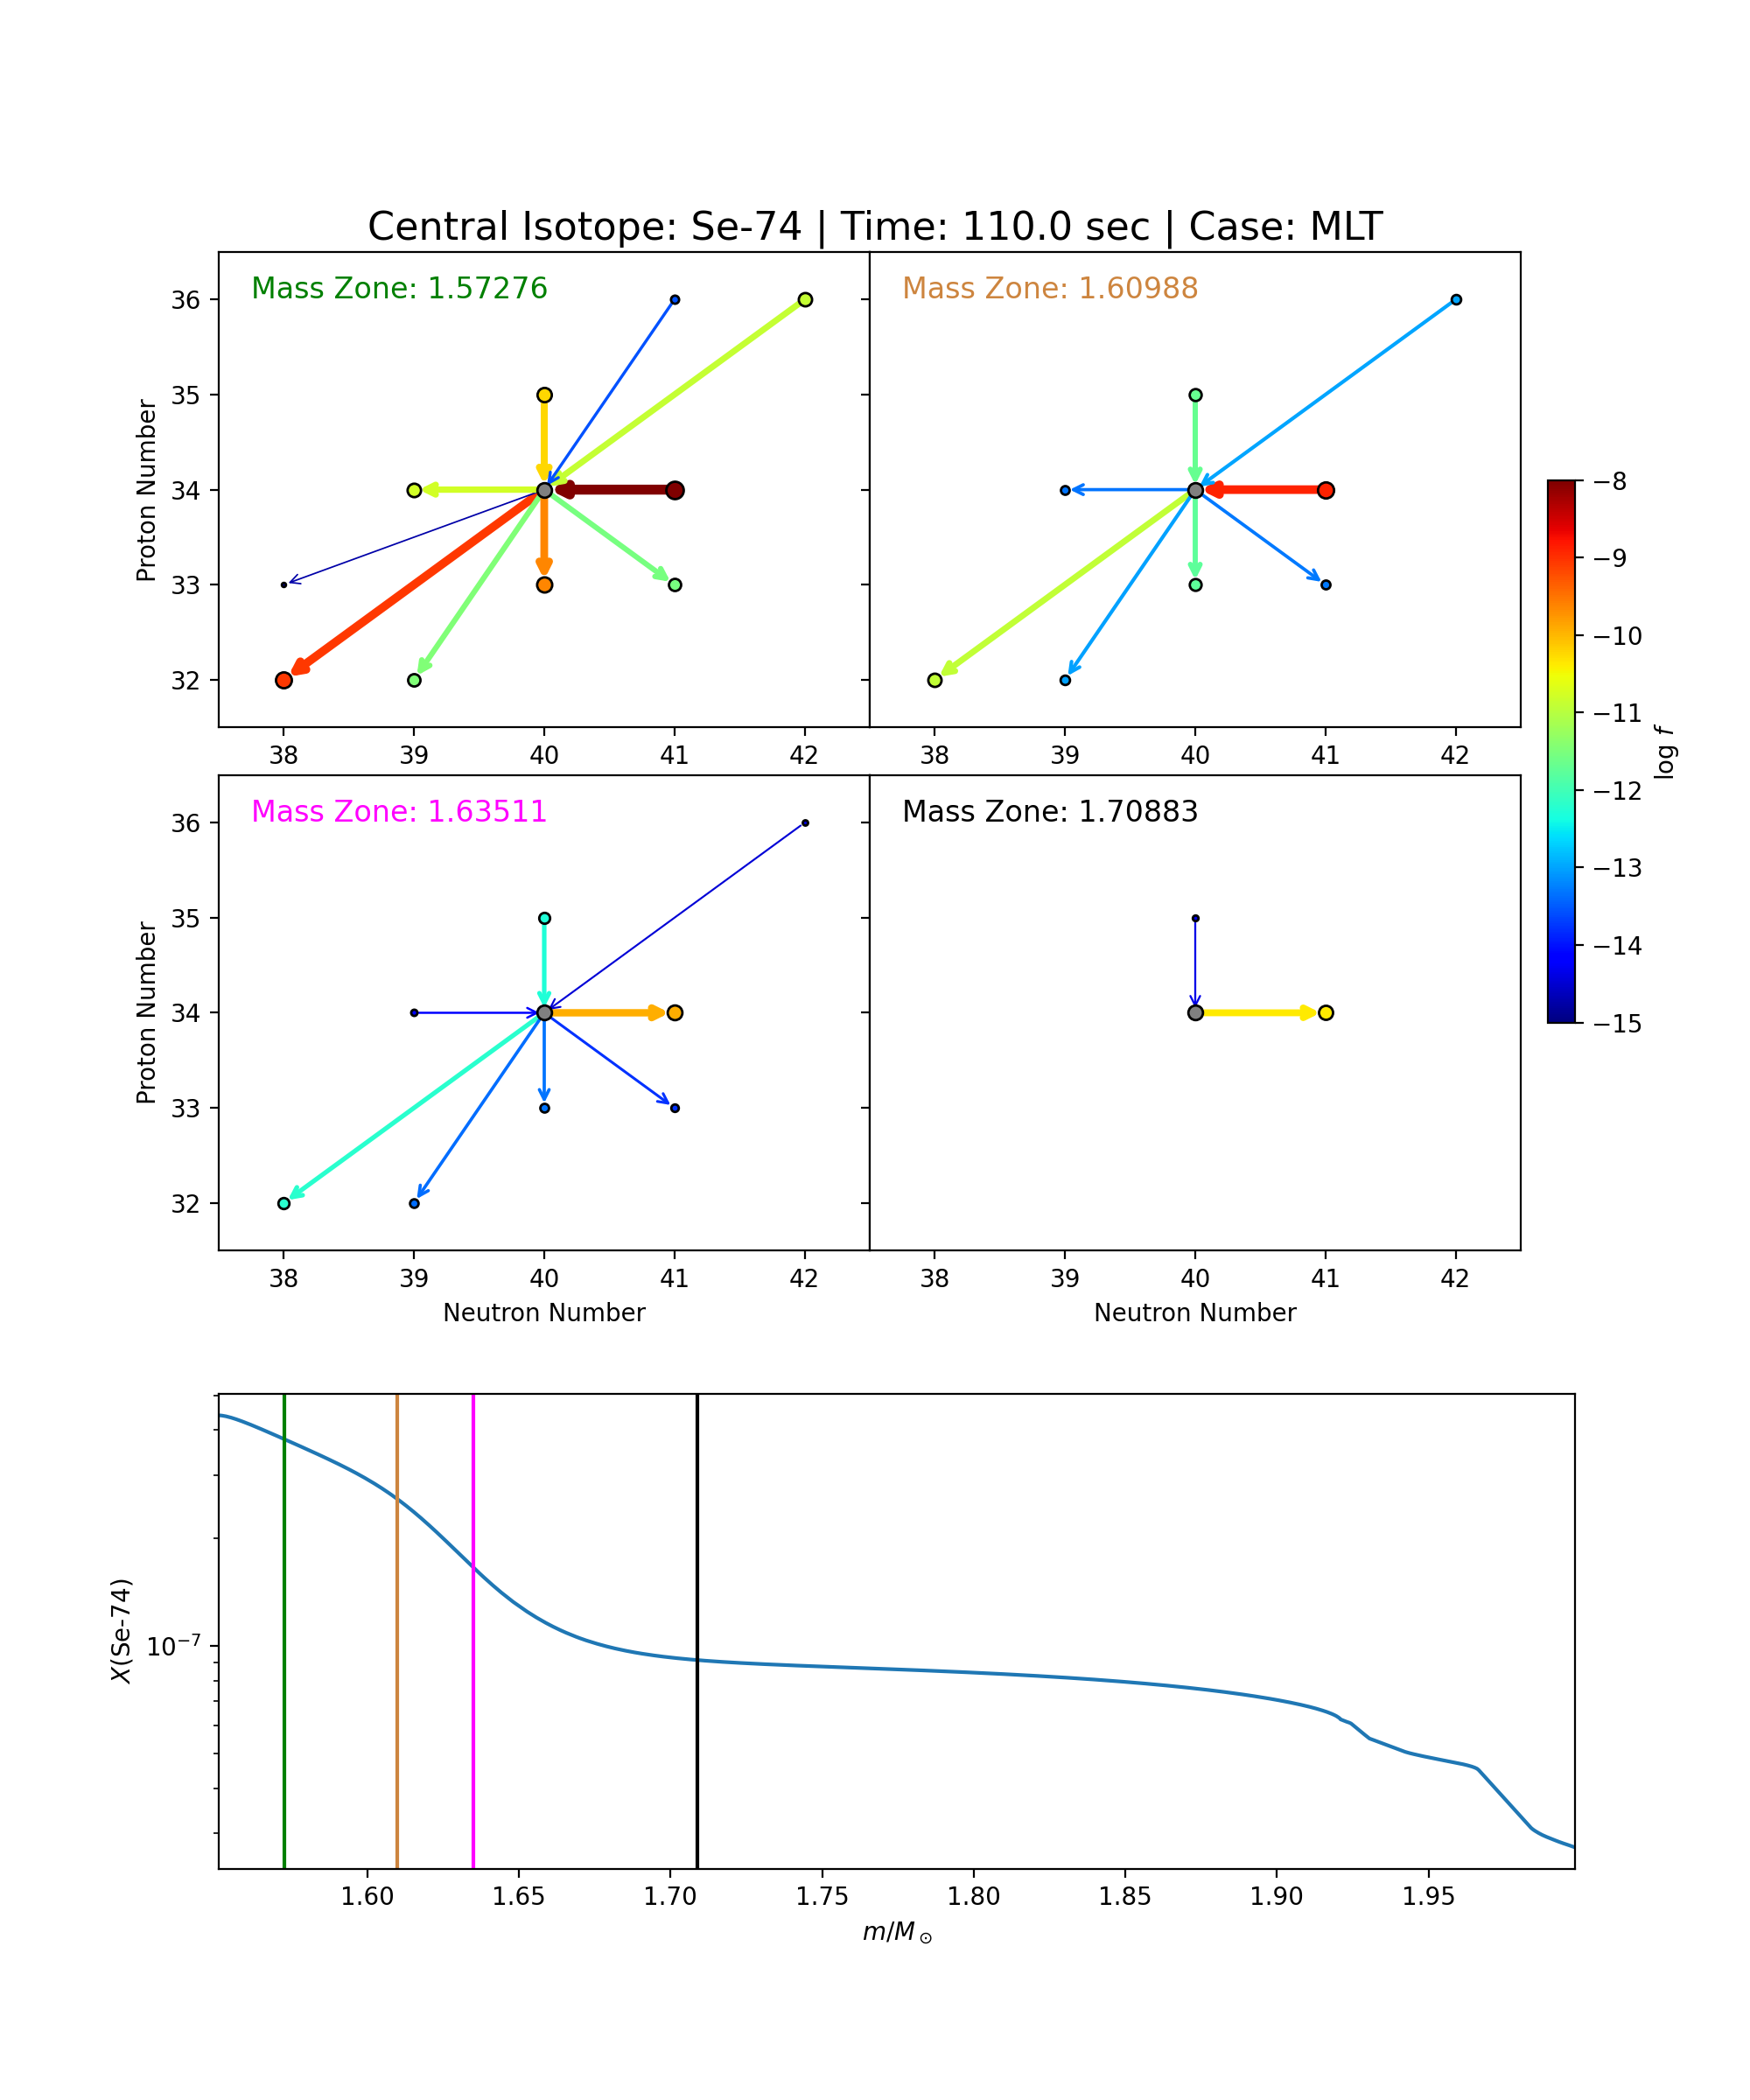 Central Isotope: Se-74 | Time: 110.0 sec | Case: MLT
Mass Zone: 1.57276
Mass Zone: 1.60988
Proton Number
36
35
34
33
32
38 39 40 41 42
38 39 40 41 42
Mass Zone: 1.63511
Mass Zone: 1.70883
Proton Number
36
35
34
33
32
38 39 40 41 42
38 39 40 41 42
Neutron Number
Neutron Number
−8
−9
−10
−11
−12
−13
−14
−15
log f
X(Se-74)
10⁻⁷
1.60 1.65 1.70 1.75 1.80 1.85 1.90 1.95
m/M⊙